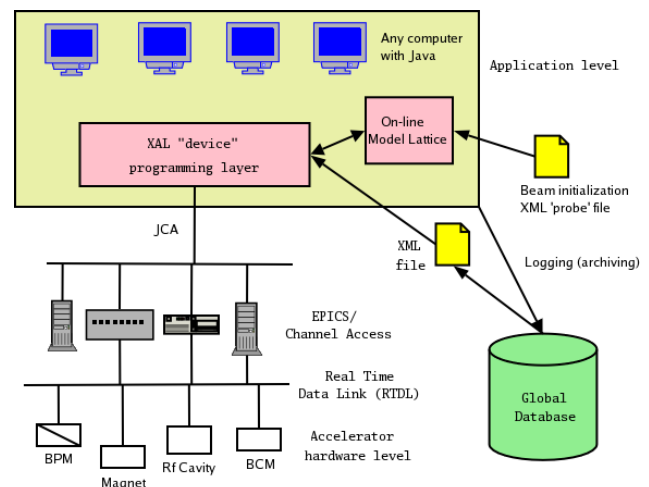 Any computer
with Java
Application level
On-line
Model Lattice
XAL "device"
programming layer
Beam initialization
XML 'probe' file
JCA
XML
file
Logging (archiving)
EPICS/
Channel Access
Real Time
Data Link (RTDL)
Global
Database
Accelerator
hardware level
BPM
Magnet
Rf Cavity
BCM